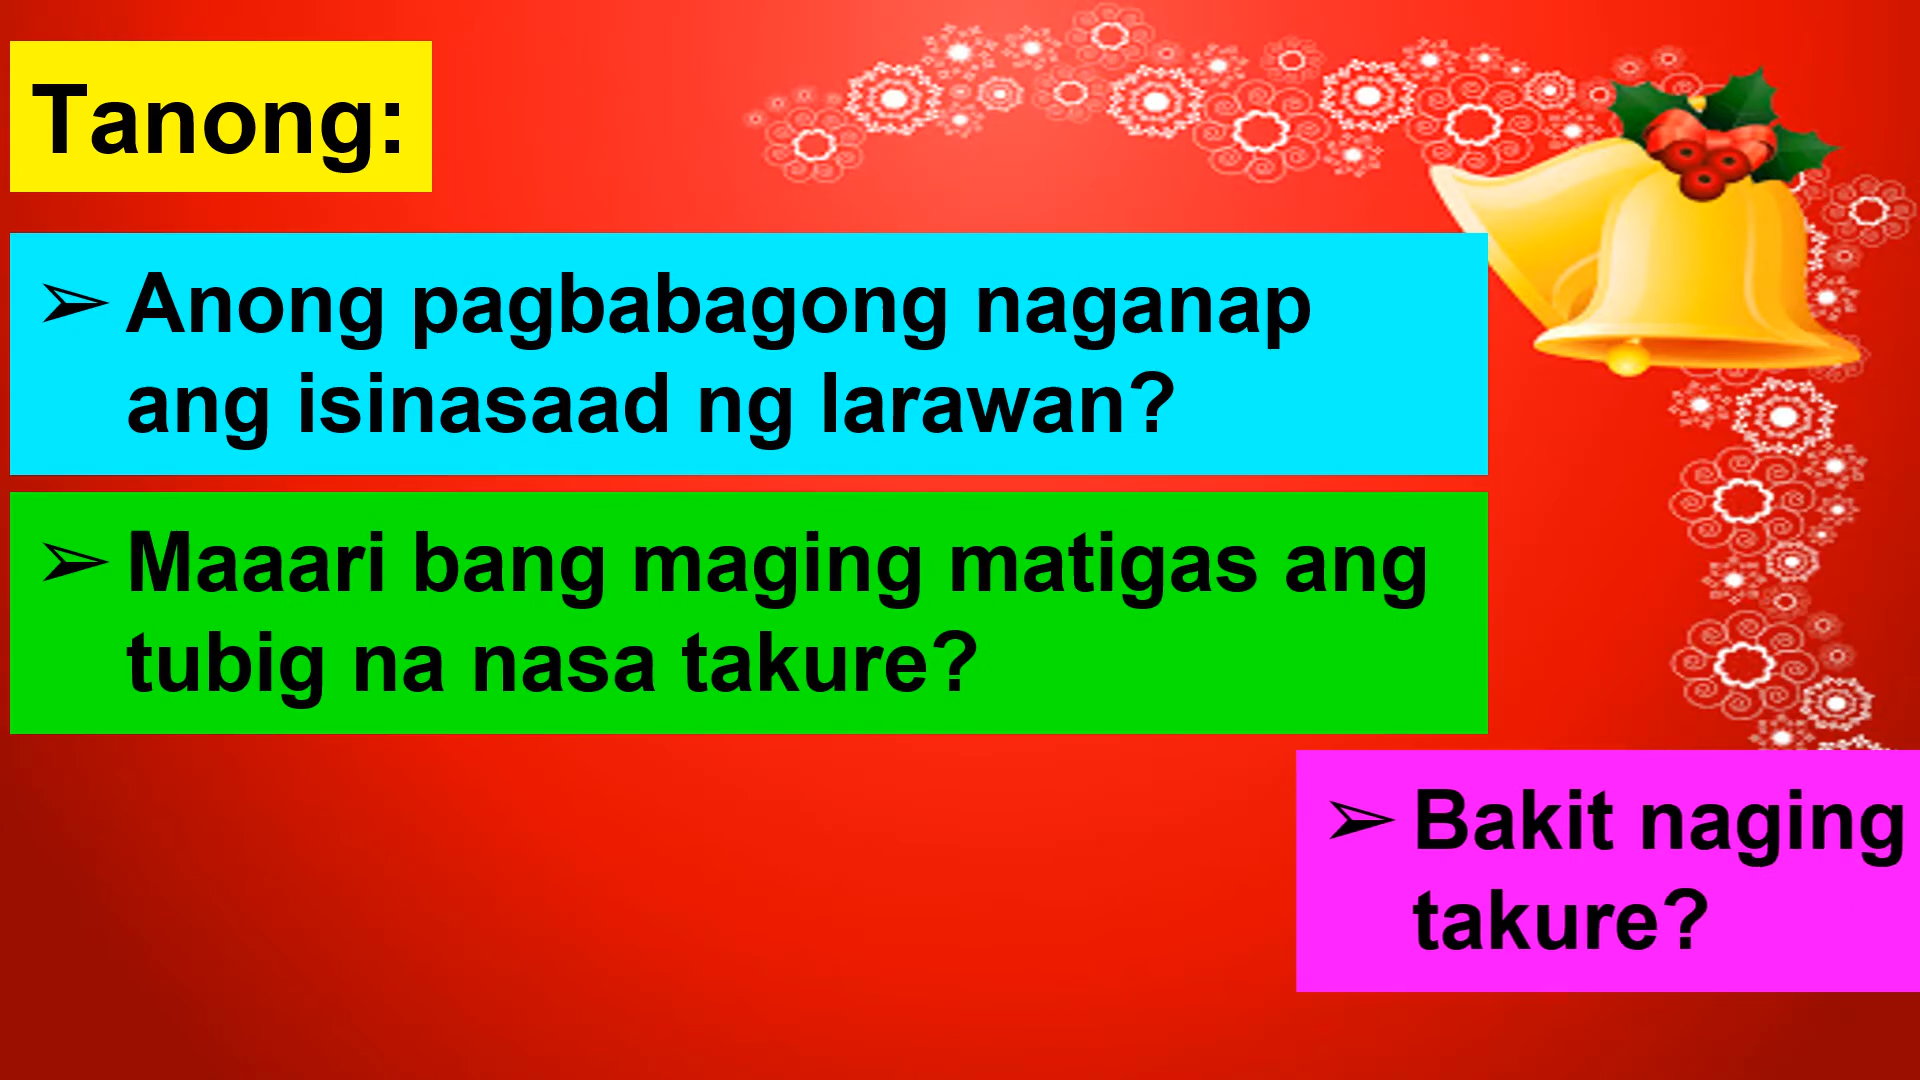 Tanong:
➢ Anong pagbabagong naganap
ang isinasaad ng larawan?
➢ Maaari bang maging matigas ang
tubig na nasa takure?
➢ Bakit naging
takure?